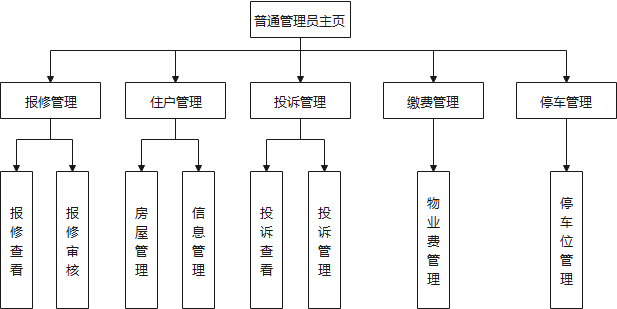 普通管理员主页
报修管理
住户管理
投诉管理
缴费管理
停车管理
报修查看
报修审核
房屋管理
信息管理
投诉查看
投诉管理
物业费管理
停车位管理